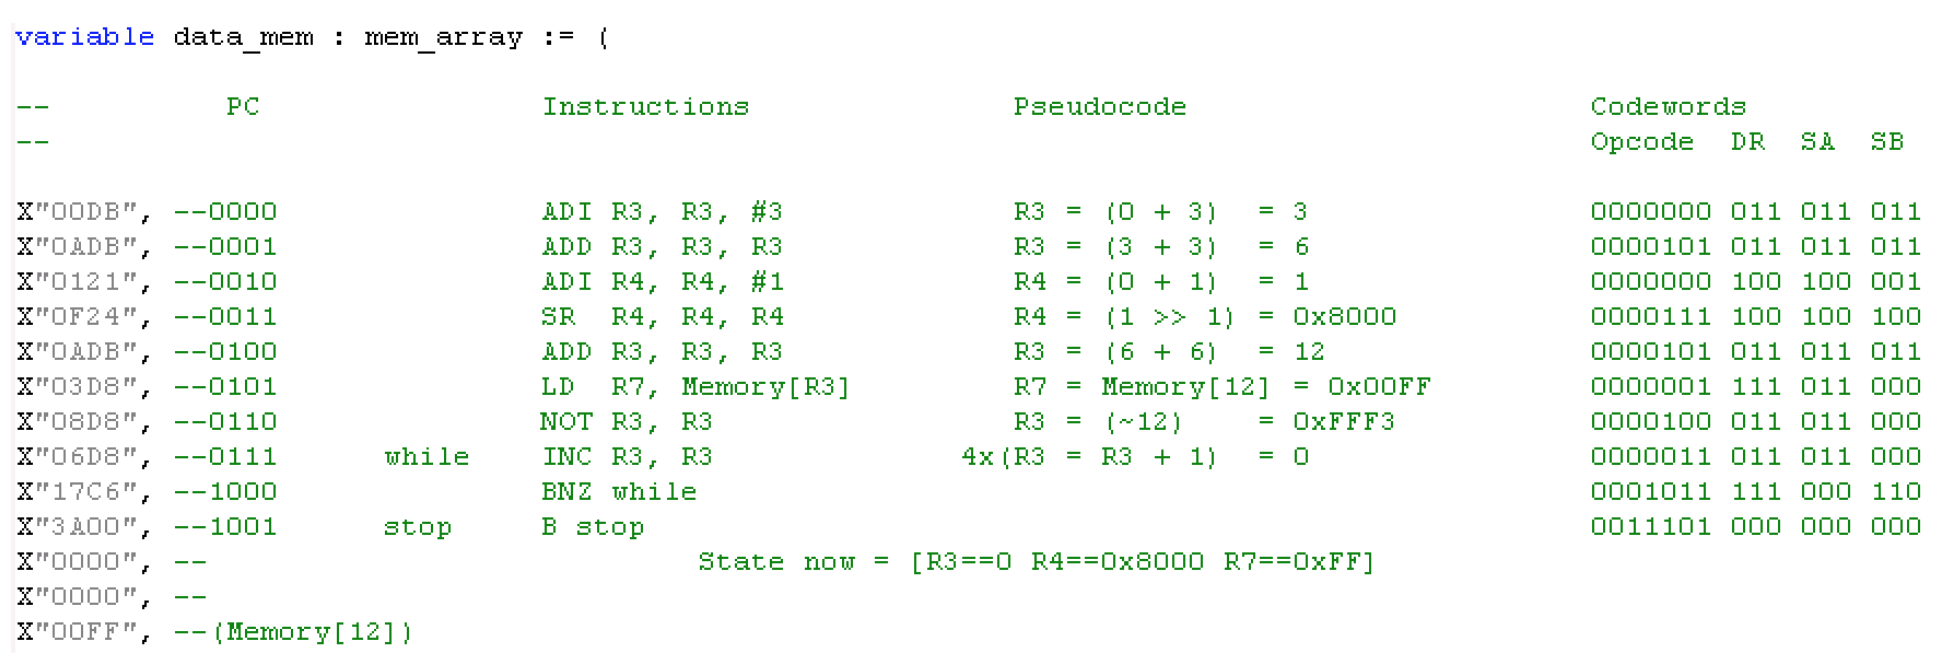 variable data_mem : mem_array := (
-- PC Instructions Pseudocode Codewords
-- Opcode DR SA SB
X"00DB", --0000 ADI R3, R3, #3 R3 = (0 + 3) = 3 0000000 011 011 011
X"0ADB", --0001 ADD R3, R3, R3 R3 = (3 + 3) = 6 0000101 011 011 011
X"0121", --0010 ADI R4, R4, #1 R4 = (0 + 1) = 1 0000000 100 100 001
X"0F24", --0011 SR R4, R4, R4 R4 = (1 >> 1) = 0x8000 0000111 100 100 100
X"0ADB", --0100 ADD R3, R3, R3 R3 = (6 + 6) = 12 0000101 011 011 011
X"03D8", --0101 LD R7, Memory[R3] R7 = Memory[12] = 0x00FF 0000001 111 011 000
X"08D8", --0110 NOT R3, R3 R3 = (~12) = 0xFFF3 0000100 011 011 000
X"06D8", --0111 while INC R3, R3 4x(R3 = R3 + 1) = 0 0000011 011 011 000
X"17C6", --1000 BNZ while 0001011 111 000 110
X"3A00", --1001 stop B stop 0011101 000 000 000
X"0000", -- State now = [R3==0 R4==0x8000 R7==0xFF]
X"0000", --
X"00FF", --(Memory[12])